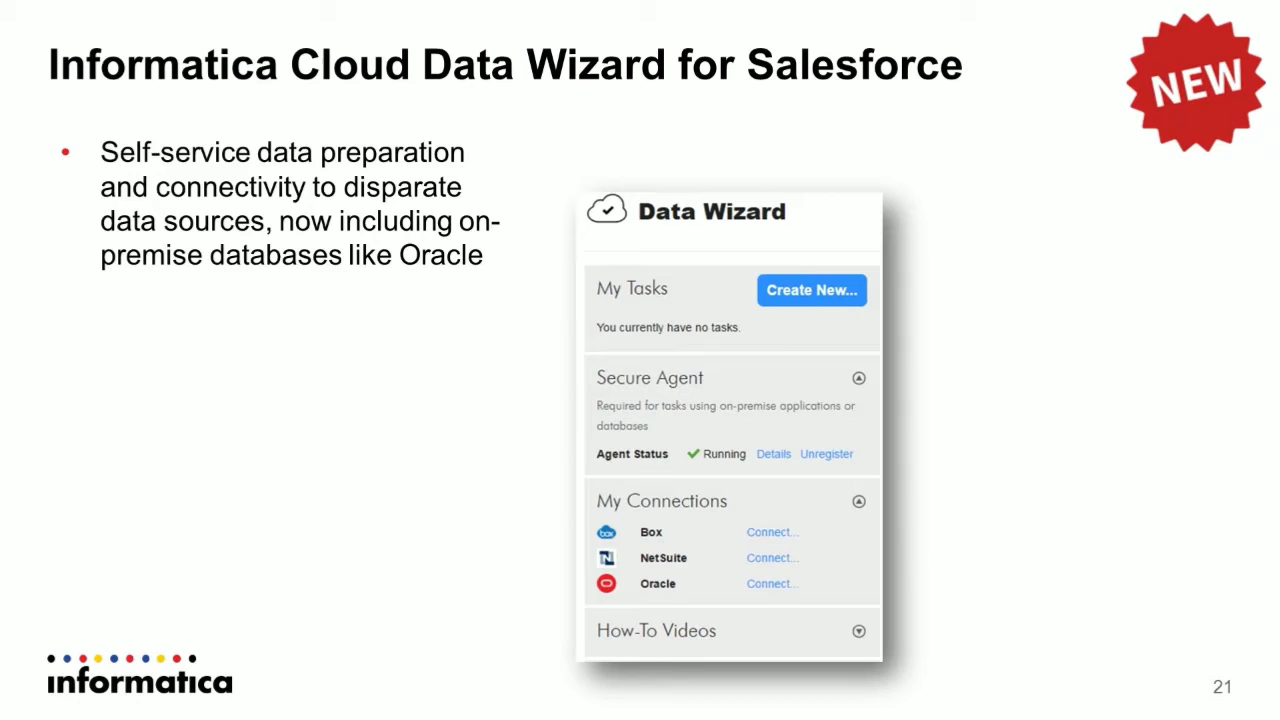 Informatica Cloud Data Wizard for Salesforce
NEW
• Self-service data preparation
and connectivity to disparate
data sources, now including on-
premise databases like Oracle
Data Wizard
My Tasks
Create New...
You currently have no tasks.
Secure Agent
Required for tasks using on-premise applications or
databases
Agent Status Running Details Unregister
My Connections
box Box Connect...
N NetSuite Connect...
Oracle Connect...
How-To Videos
informatica
21